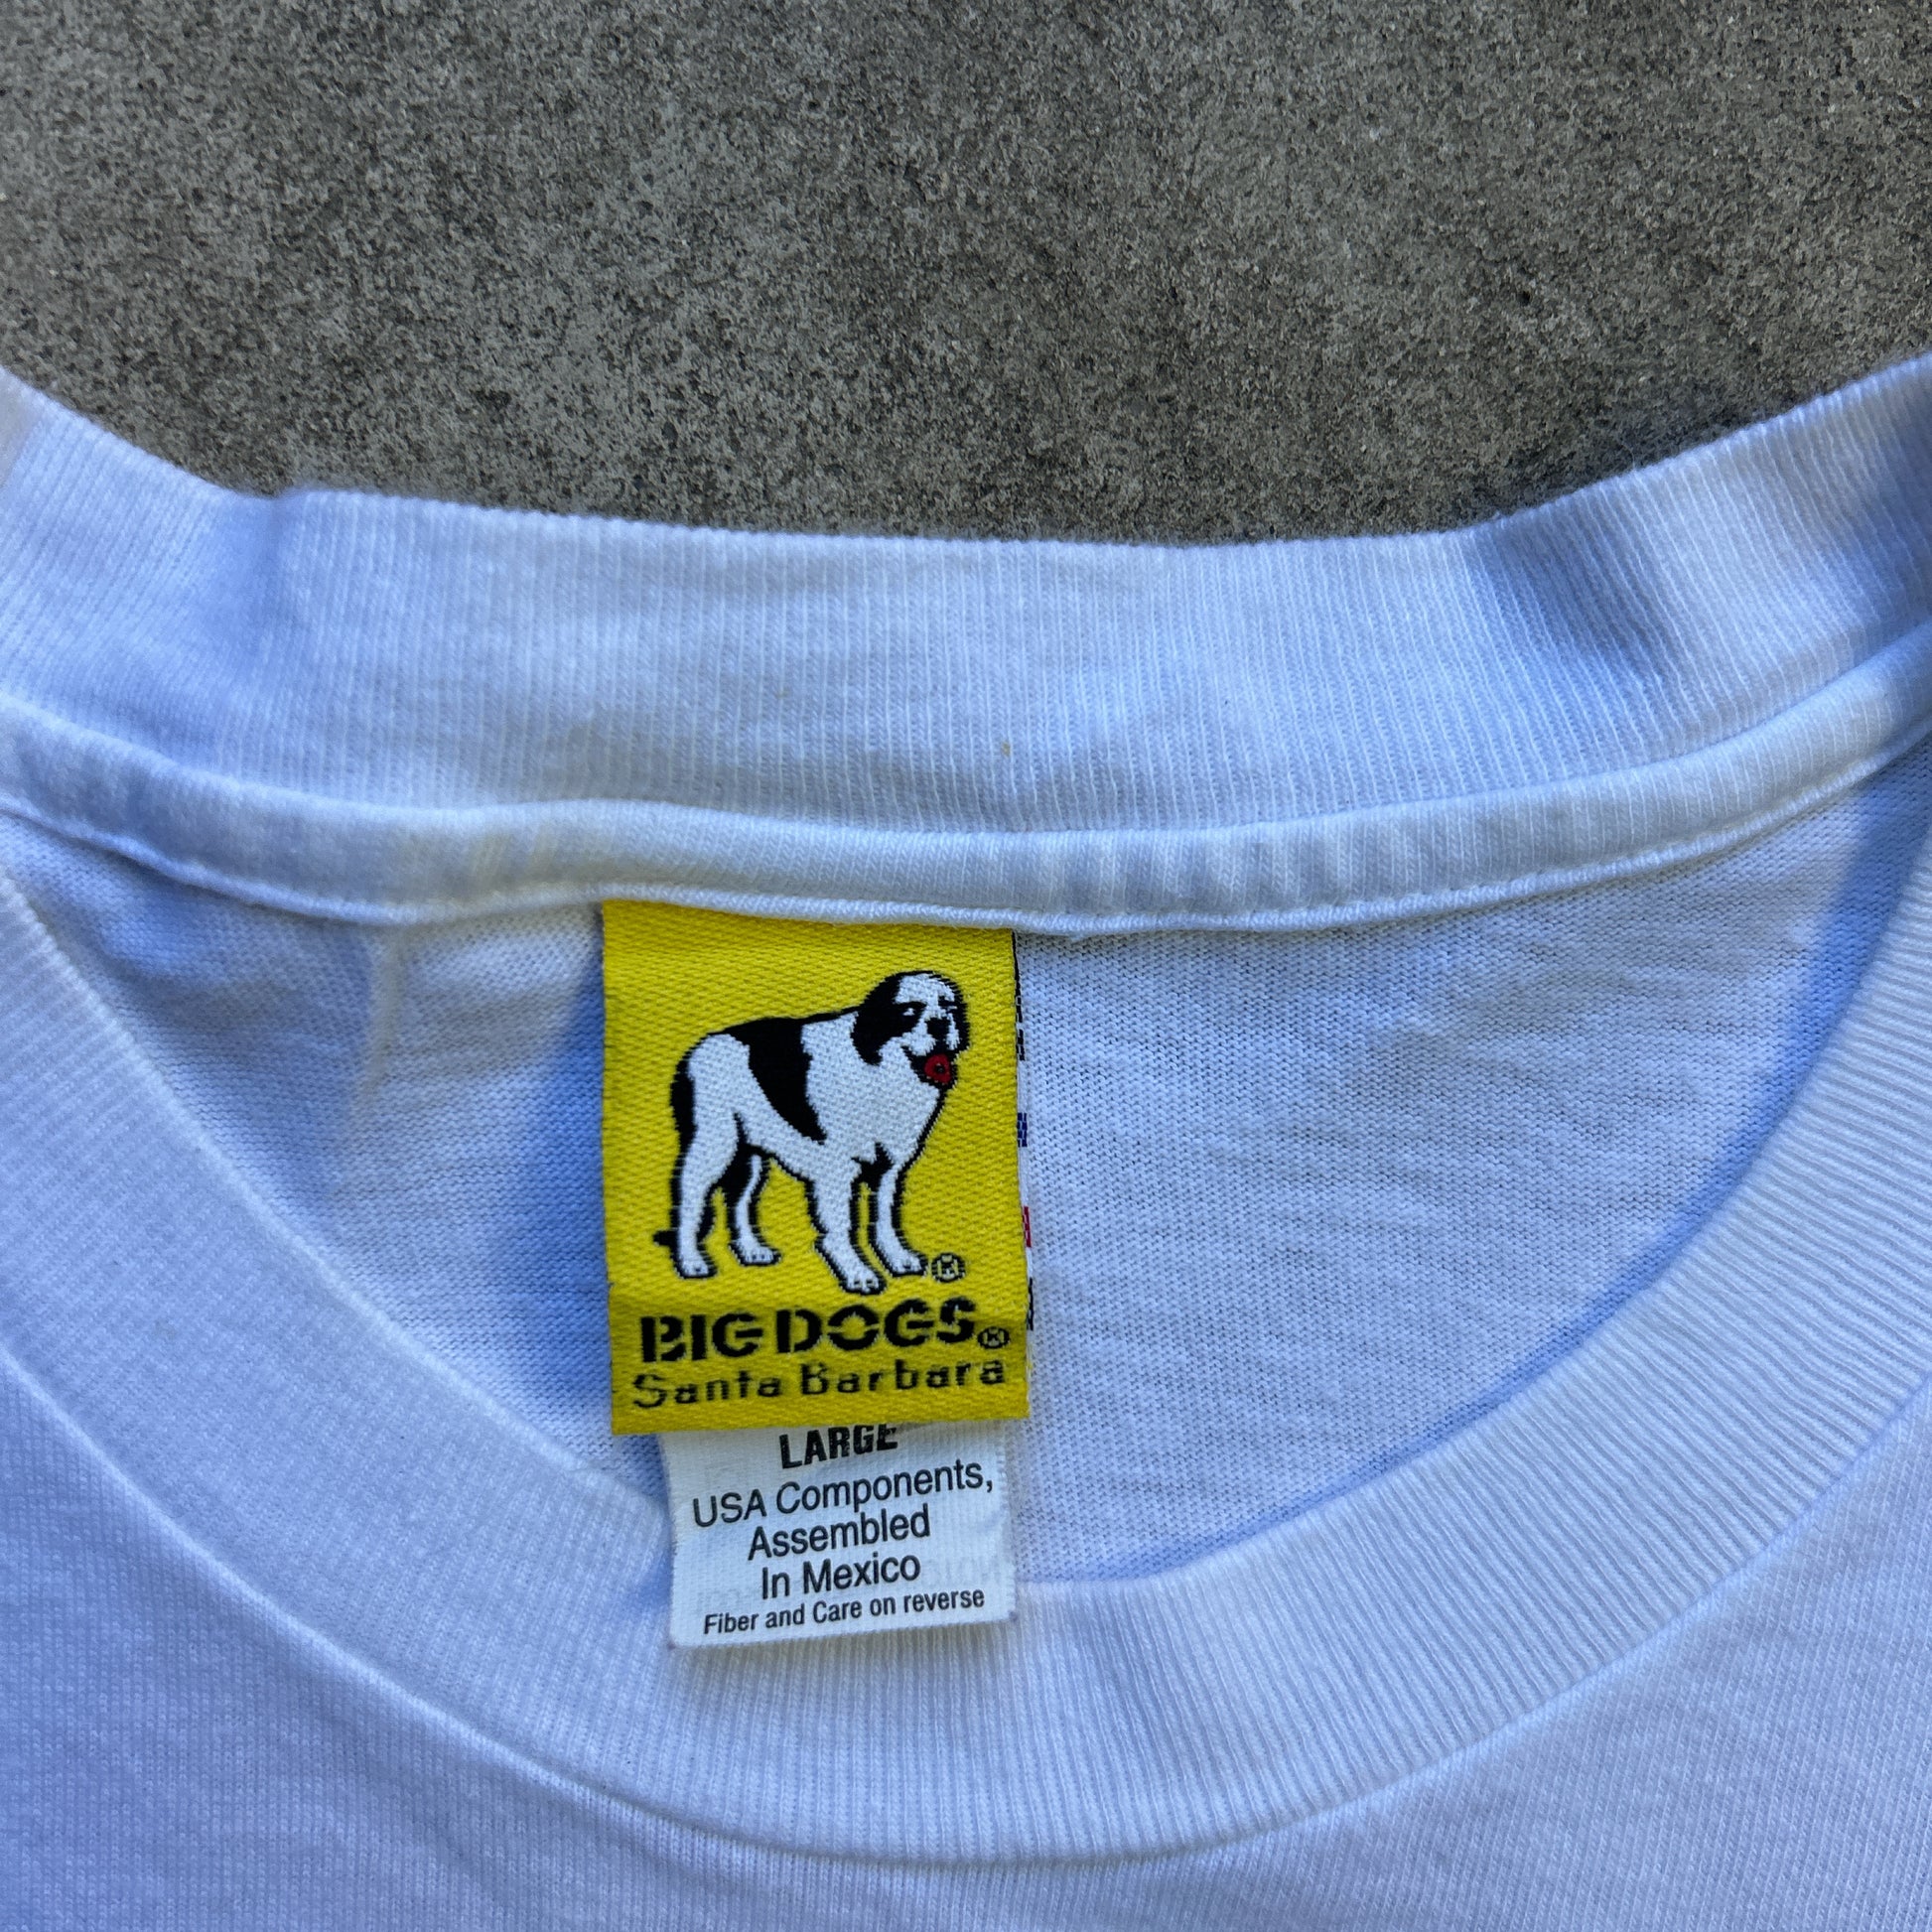 ®
BIG DOGS®
Santa Barbara
LARGE
USA Components,
Assembled
In Mexico
Fiber and Care on reverse